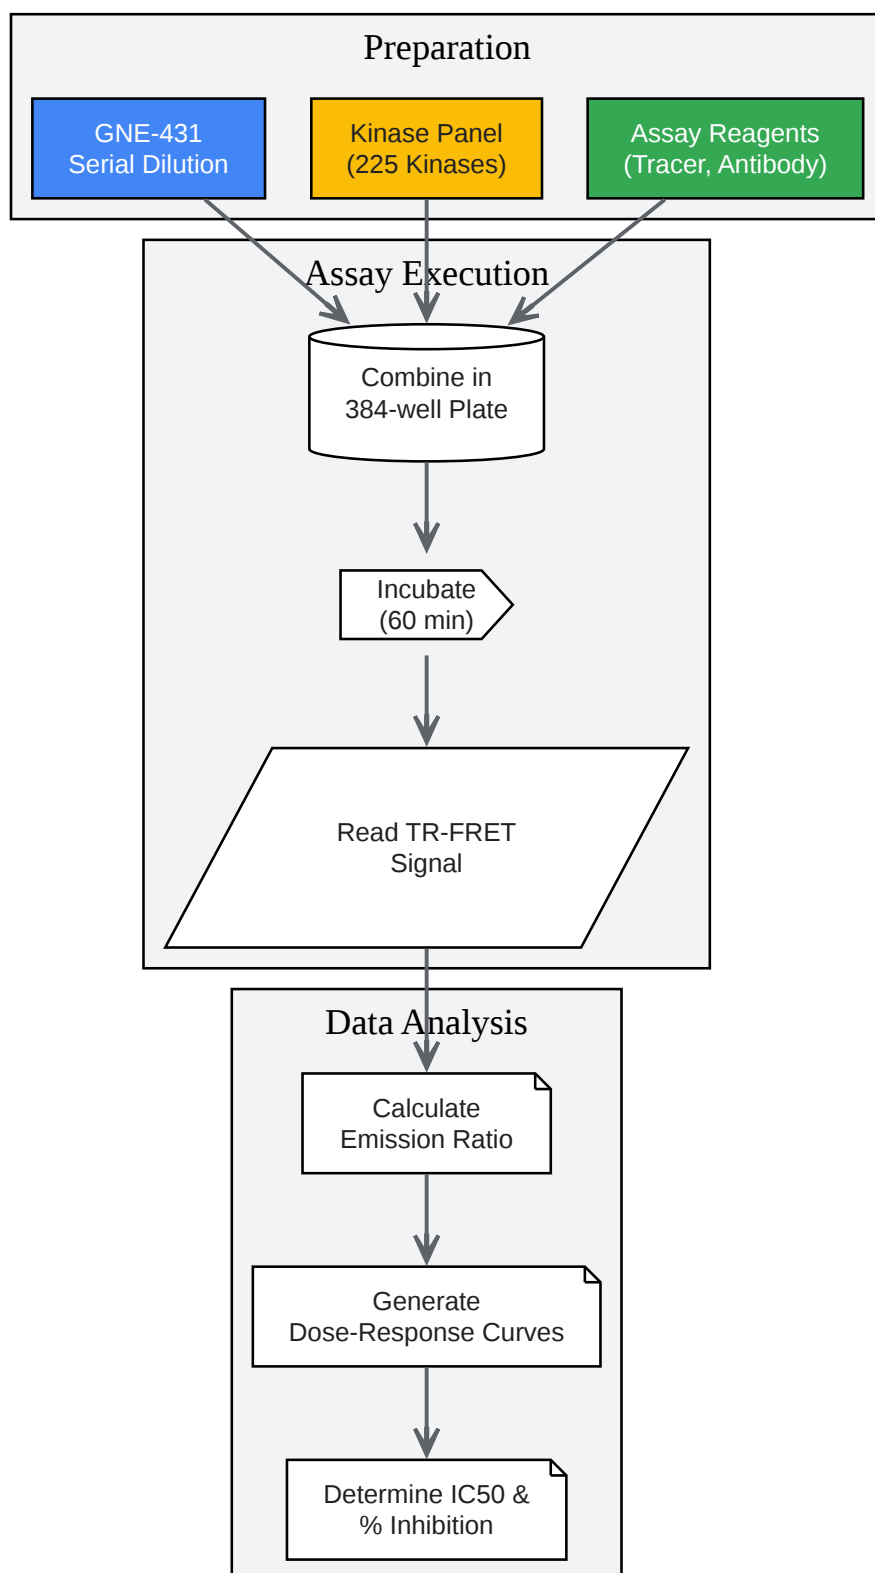 Preparation
GNE-431
Serial Dilution
Kinase Panel
(225 Kinases)
Assay Reagents
(Tracer, Antibody)
Assay Execution
Combine in
384-well Plate
Incubate
(60 min)
Read TR-FRET
Signal
Data Analysis
Calculate
Emission Ratio
Generate
Dose-Response Curves
Determine IC50 &
% Inhibition